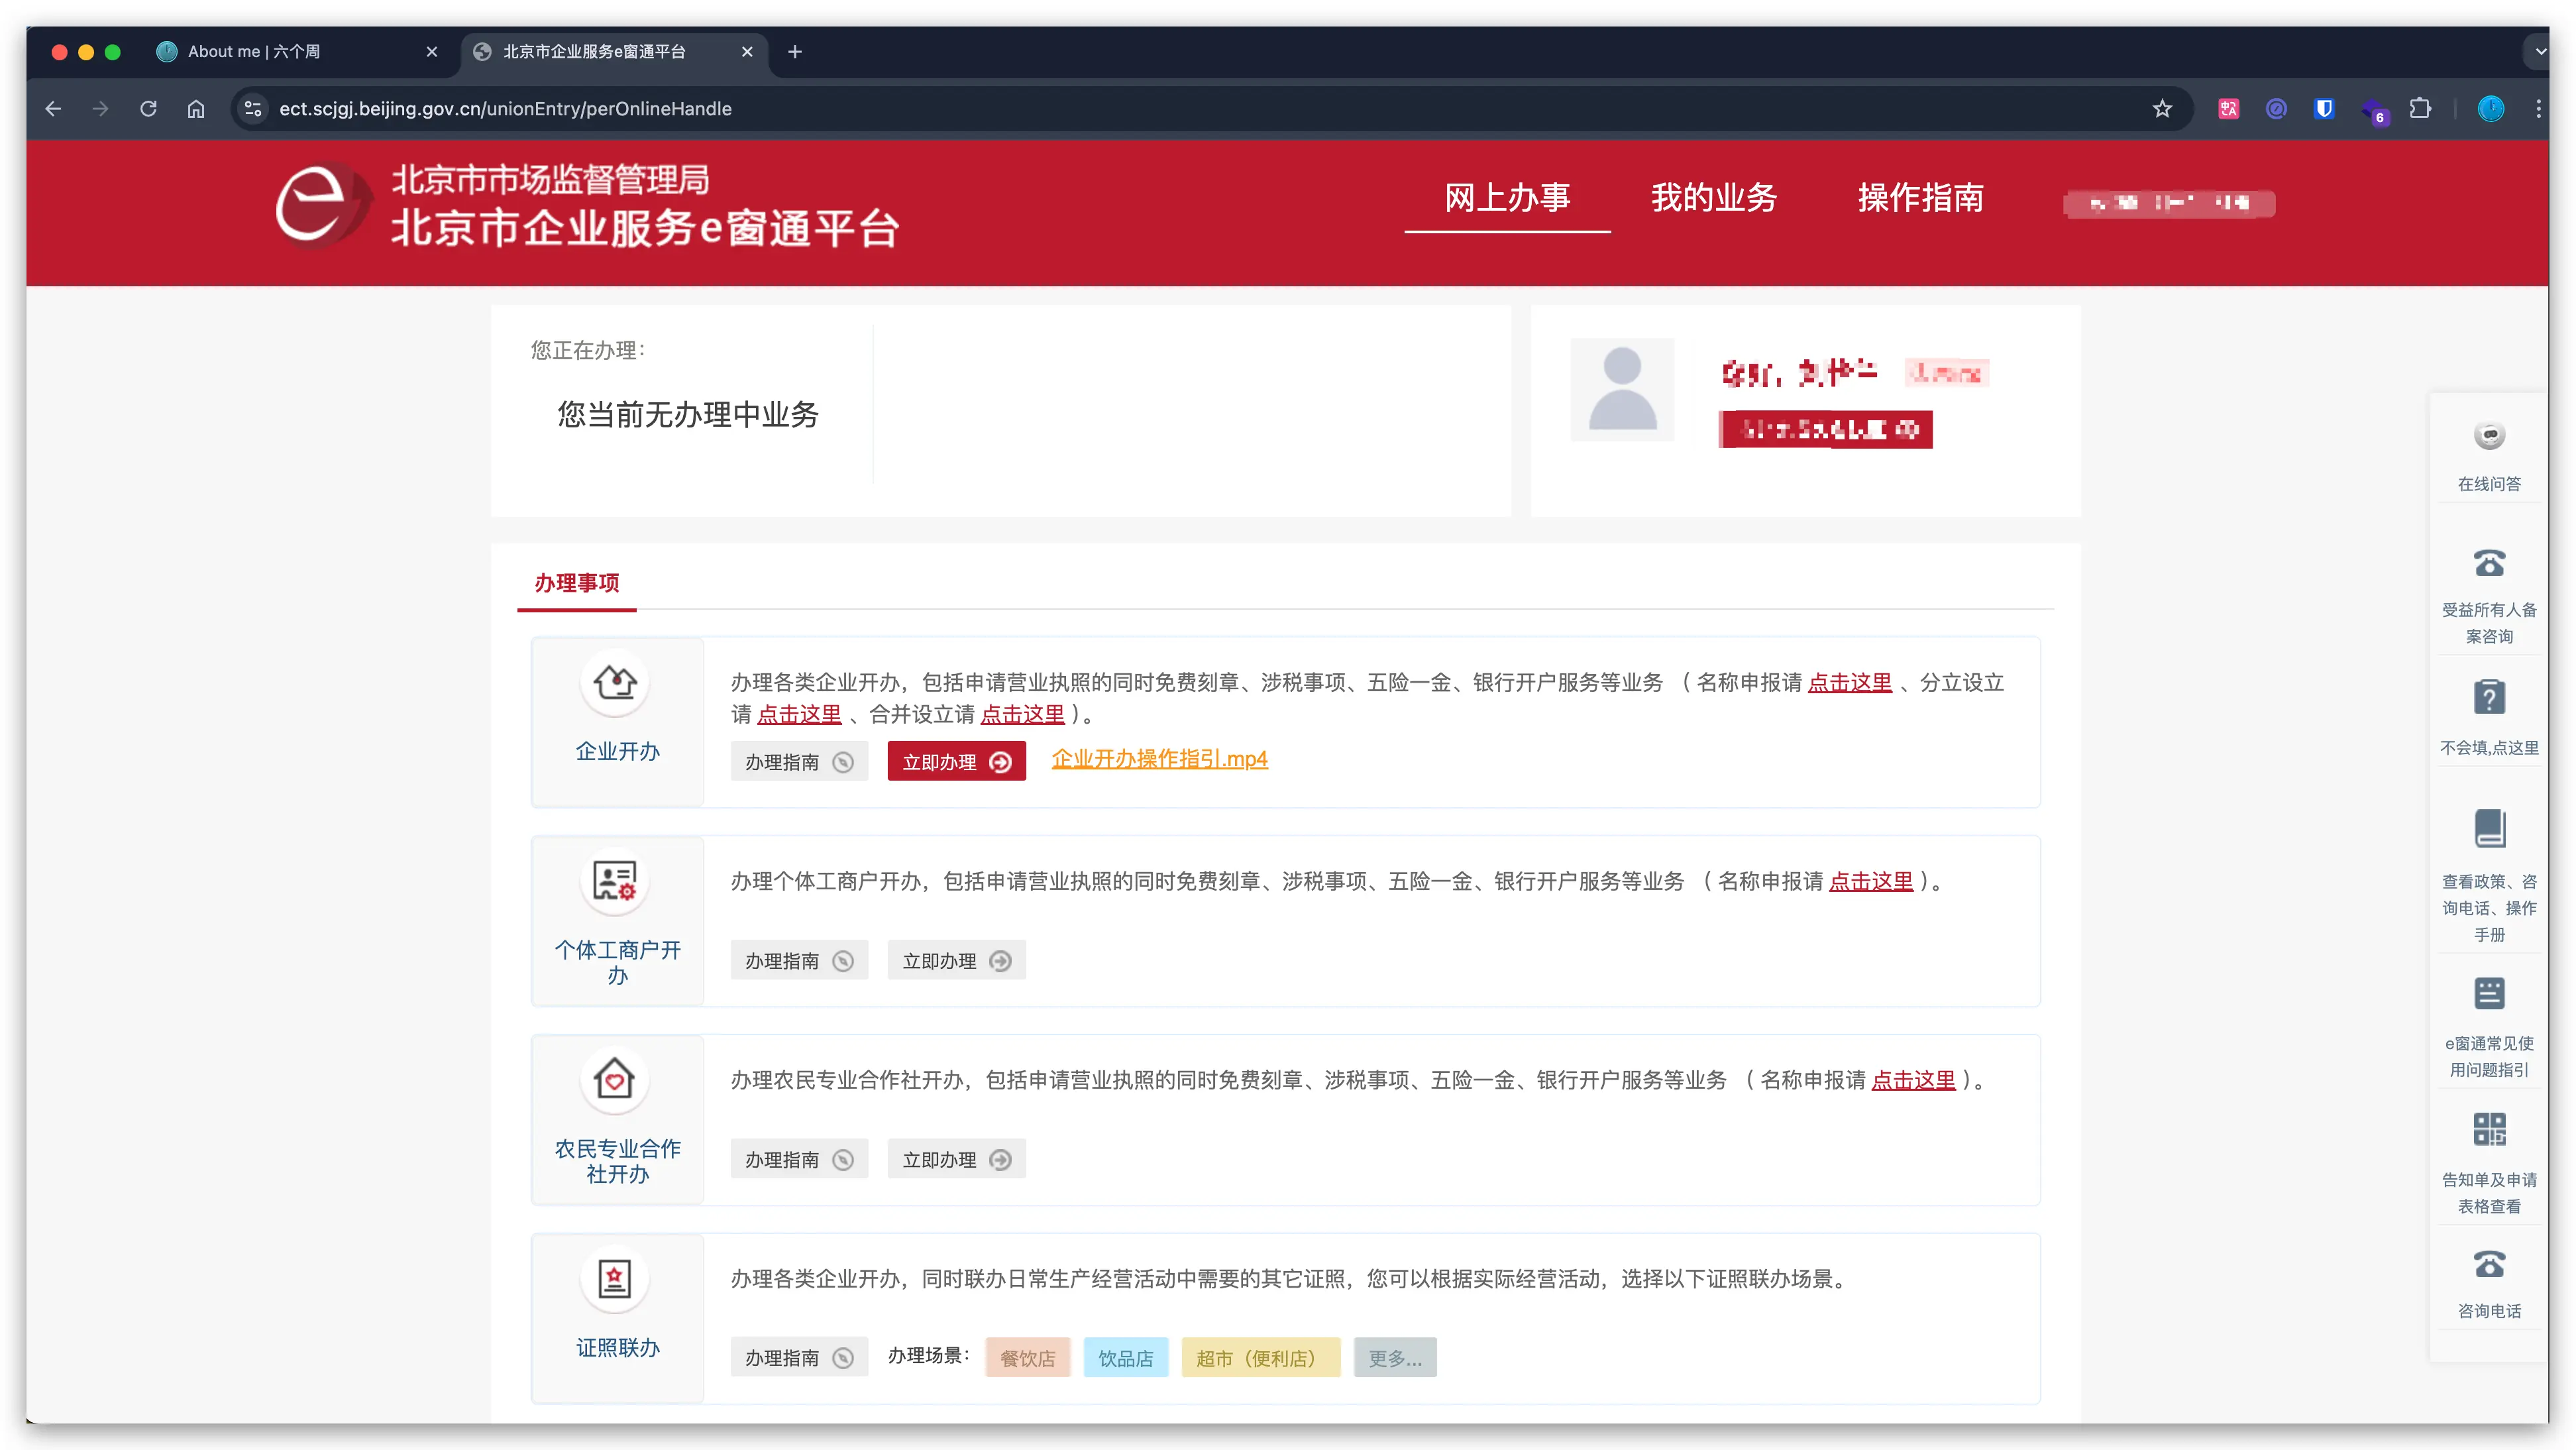 About me | 六个周
北京市企业服务e窗通平台
ect.scjgj.beijing.gov.cn/unionEntry/perOnlineHandle
6
北京市市场监督管理局
北京市企业服务e窗通平台
网上办事
我的业务
操作指南
您正在办理：
您当前无办理中业务
办理事项
企业开办
办理各类企业开办，包括申请营业执照的同时免费刻章、涉税事项、五险一金、银行开户服务等业务 （ 名称申报请 点击这里 、分立设立
请 点击这里 、合并设立请 点击这里 ）。
办理指南
立即办理
企业开办操作指引.mp4
个体工商户开
办
办理个体工商户开办，包括申请营业执照的同时免费刻章、涉税事项、五险一金、银行开户服务等业务 （ 名称申报请 点击这里 ）。
办理指南
立即办理
农民专业合作
社开办
办理农民专业合作社开办，包括申请营业执照的同时免费刻章、涉税事项、五险一金、银行开户服务等业务 （ 名称申报请 点击这里 ）。
办理指南
立即办理
证照联办
办理各类企业开办，同时联办日常生产经营活动中需要的其它证照，您可以根据实际经营活动，选择以下证照联办场景。
办理指南
办理场景：
餐饮店
饮品店
超市（便利店）
更多...
在线问答
受益所有人备
案咨询
不会填,点这里
查看政策、咨
询电话、操作
手册
e窗通常见使
用问题指引
告知单及申请
表格查看
咨询电话